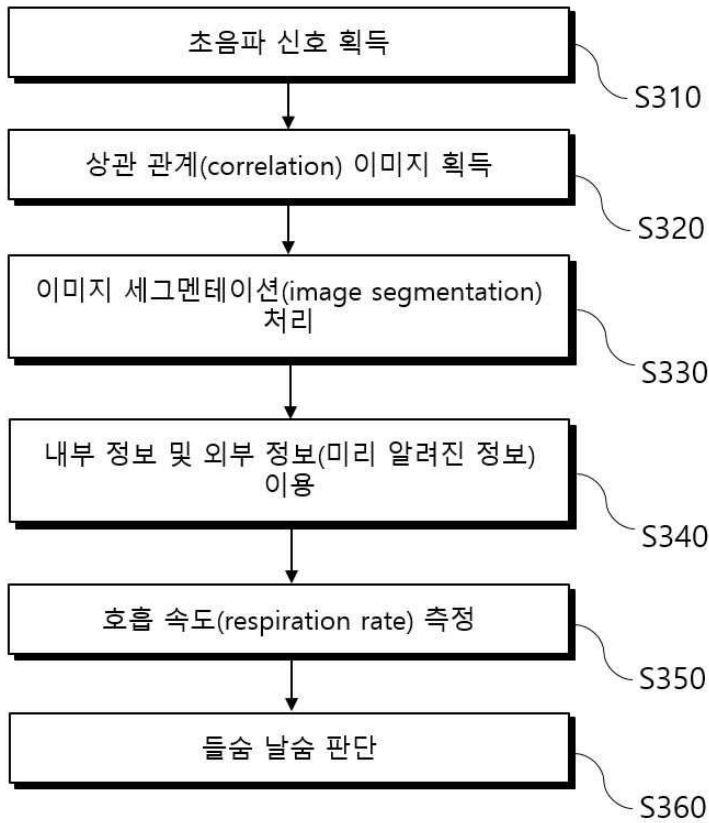 초음파 신호 획득
S310
상관 관계(correlation) 이미지 획득
S320
이미지 세그멘테이션(image segmentation)
처리
S330
내부 정보 및 외부 정보(미리 알려진 정보)
이용
S340
호흡 속도(respiration rate) 측정
S350
들숨 날숨 판단
S360